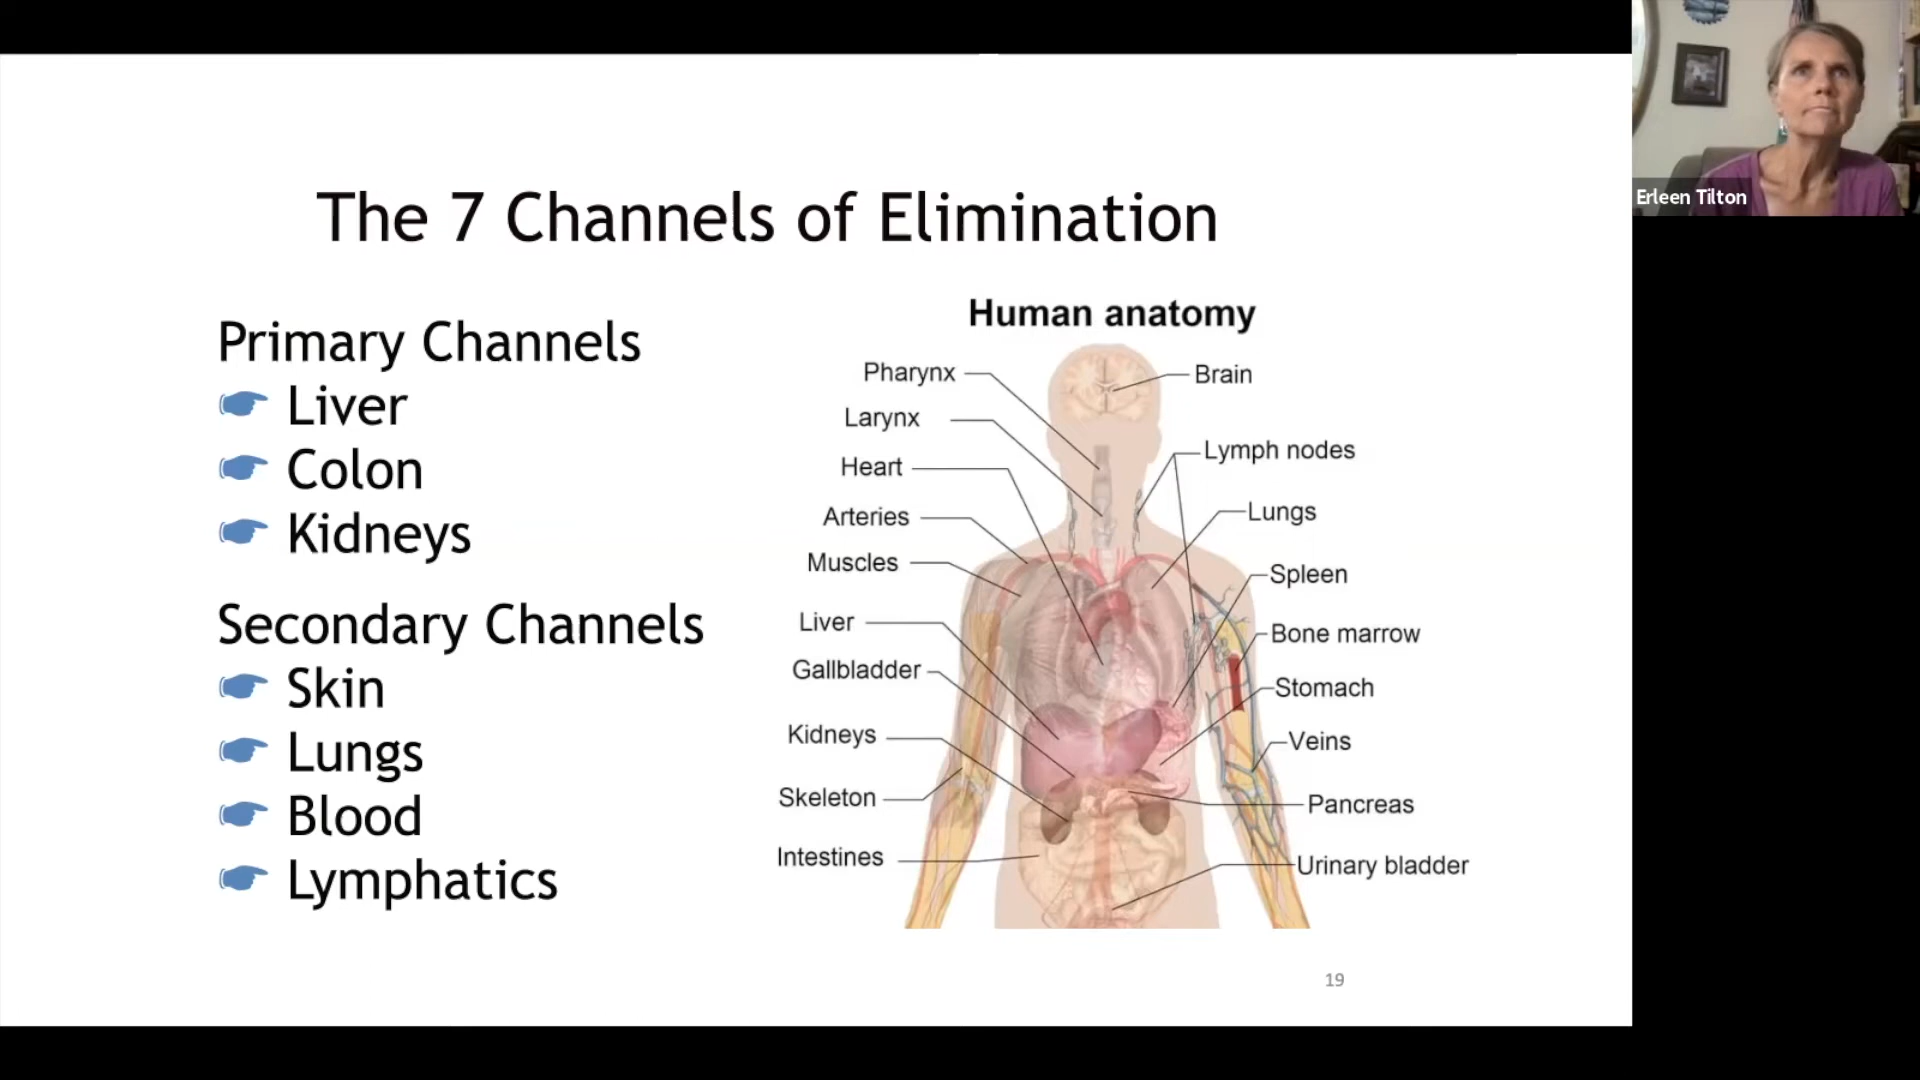 The 7 Channels of Elimination
Primary Channels
Liver
Colon
Kidneys
Secondary Channels
Skin
Lungs
Blood
Lymphatics
Human anatomy
Pharynx
Larynx
Heart
Arteries
Muscles
Liver
Gallbladder
Kidneys
Skeleton
Intestines
Brain
Lymph nodes
Lungs
Spleen
Bone marrow
Stomach
Veins
Pancreas
Urinary bladder
19
Erleen Tilton